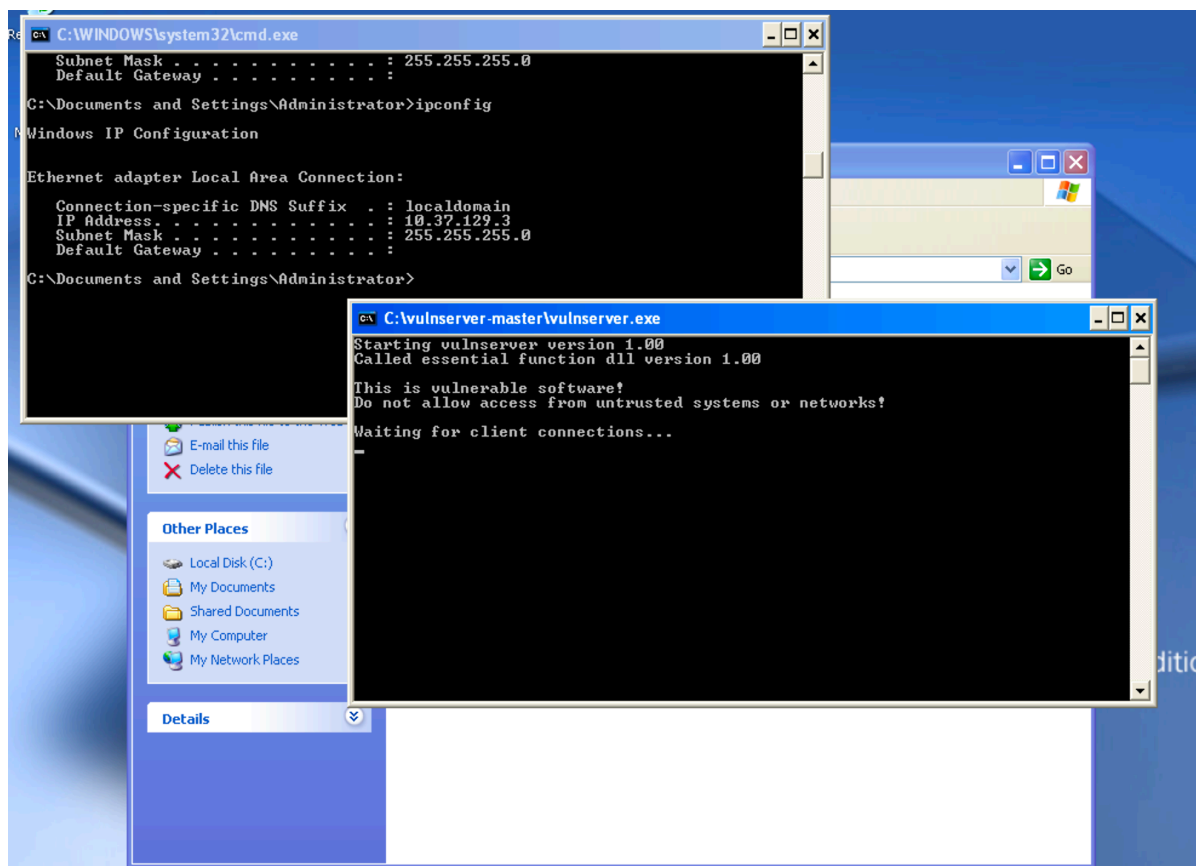 C:\WINDOWS\system32\cmd.exe
Subnet Mask . . . . . . . . . . . : 255.255.255.0
Default Gateway . . . . . . . . . :
C:\Documents and Settings\Administrator>ipconfig
Windows IP Configuration
Ethernet adapter Local Area Connection:
Connection-specific DNS Suffix  . : localdomain
IP Address. . . . . . . . . . . . : 10.37.129.3
Subnet Mask . . . . . . . . . . . : 255.255.255.0
Default Gateway . . . . . . . . . :
C:\Documents and Settings\Administrator>
Go
C:\vulnserver-master\vulnserver.exe
Starting vulnserver version 1.00
Called essential function dll version 1.00
This is vulnerable software!
Do not allow access from untrusted systems or networks!
Waiting for client connections...
E-mail this file
Delete this file
Other Places
Local Disk (C:)
My Documents
Shared Documents
My Computer
My Network Places
Details